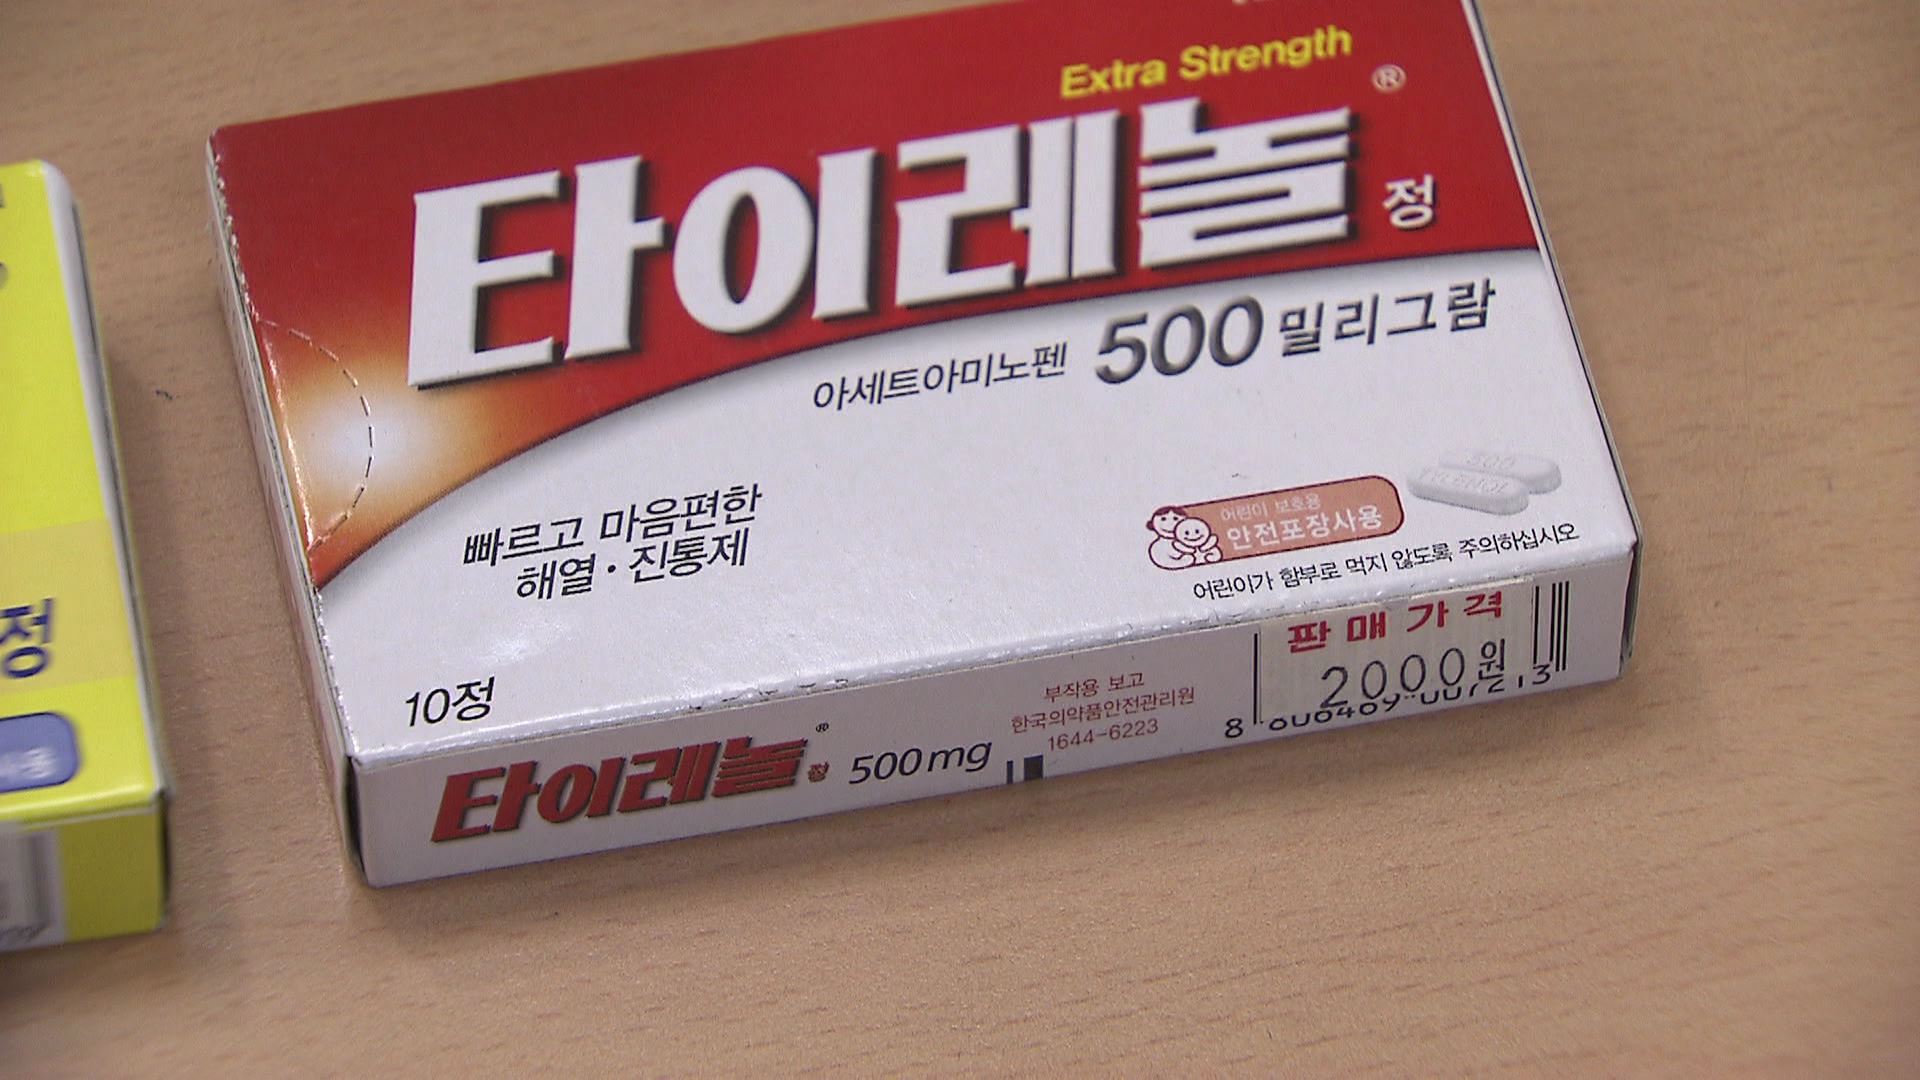 Extra Strength
타이레놀 ® 정
아세트아미노펜 500 밀리그람
빠르고 마음편한
해열·진통제
어린이 보호용
안전포장사용
500
TYLENOL
어린이가 함부로 먹지 않도록 주의하십시오
10정
타이레놀 ® 정 500mg
부작용 보고
한국의약품안전관리원
1644-6223
판매가격
2000원
정